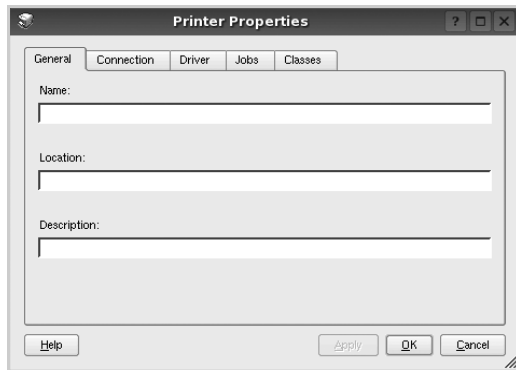 Printer Properties
General Connection Driver Jobs Classes
Name:
Location:
Description:
Help Apply OK Cancel